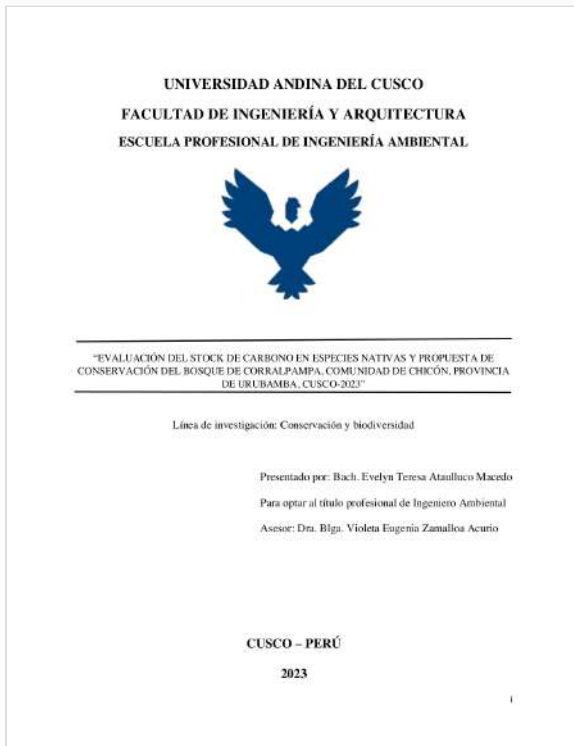 UNIVERSIDAD ANDINA DEL CUSCO
FACULTAD DE INGENIERÍA Y ARQUITECTURA
ESCUELA PROFESIONAL DE INGENIERÍA AMBIENTAL
“EVALUACIÓN DEL STOCK DE CARBONO EN ESPECIES NATIVAS Y PROPUESTA DE
CONSERVACIÓN DEL BOSQUE DE CORRALPAMPA, COMUNIDAD DE CHICÓN, PROVINCIA
DE URUBAMBA, CUSCO-2023”
Línea de investigación: Conservación y biodiversidad
Presentado por: Bach. Evelyn Teresa Ataulluco Macedo
Para optar al título profesional de Ingeniero Ambiental
Asesor: Dra. Blga. Violeta Eugenia Zamalloa Acurio
CUSCO – PERÚ
2023
i